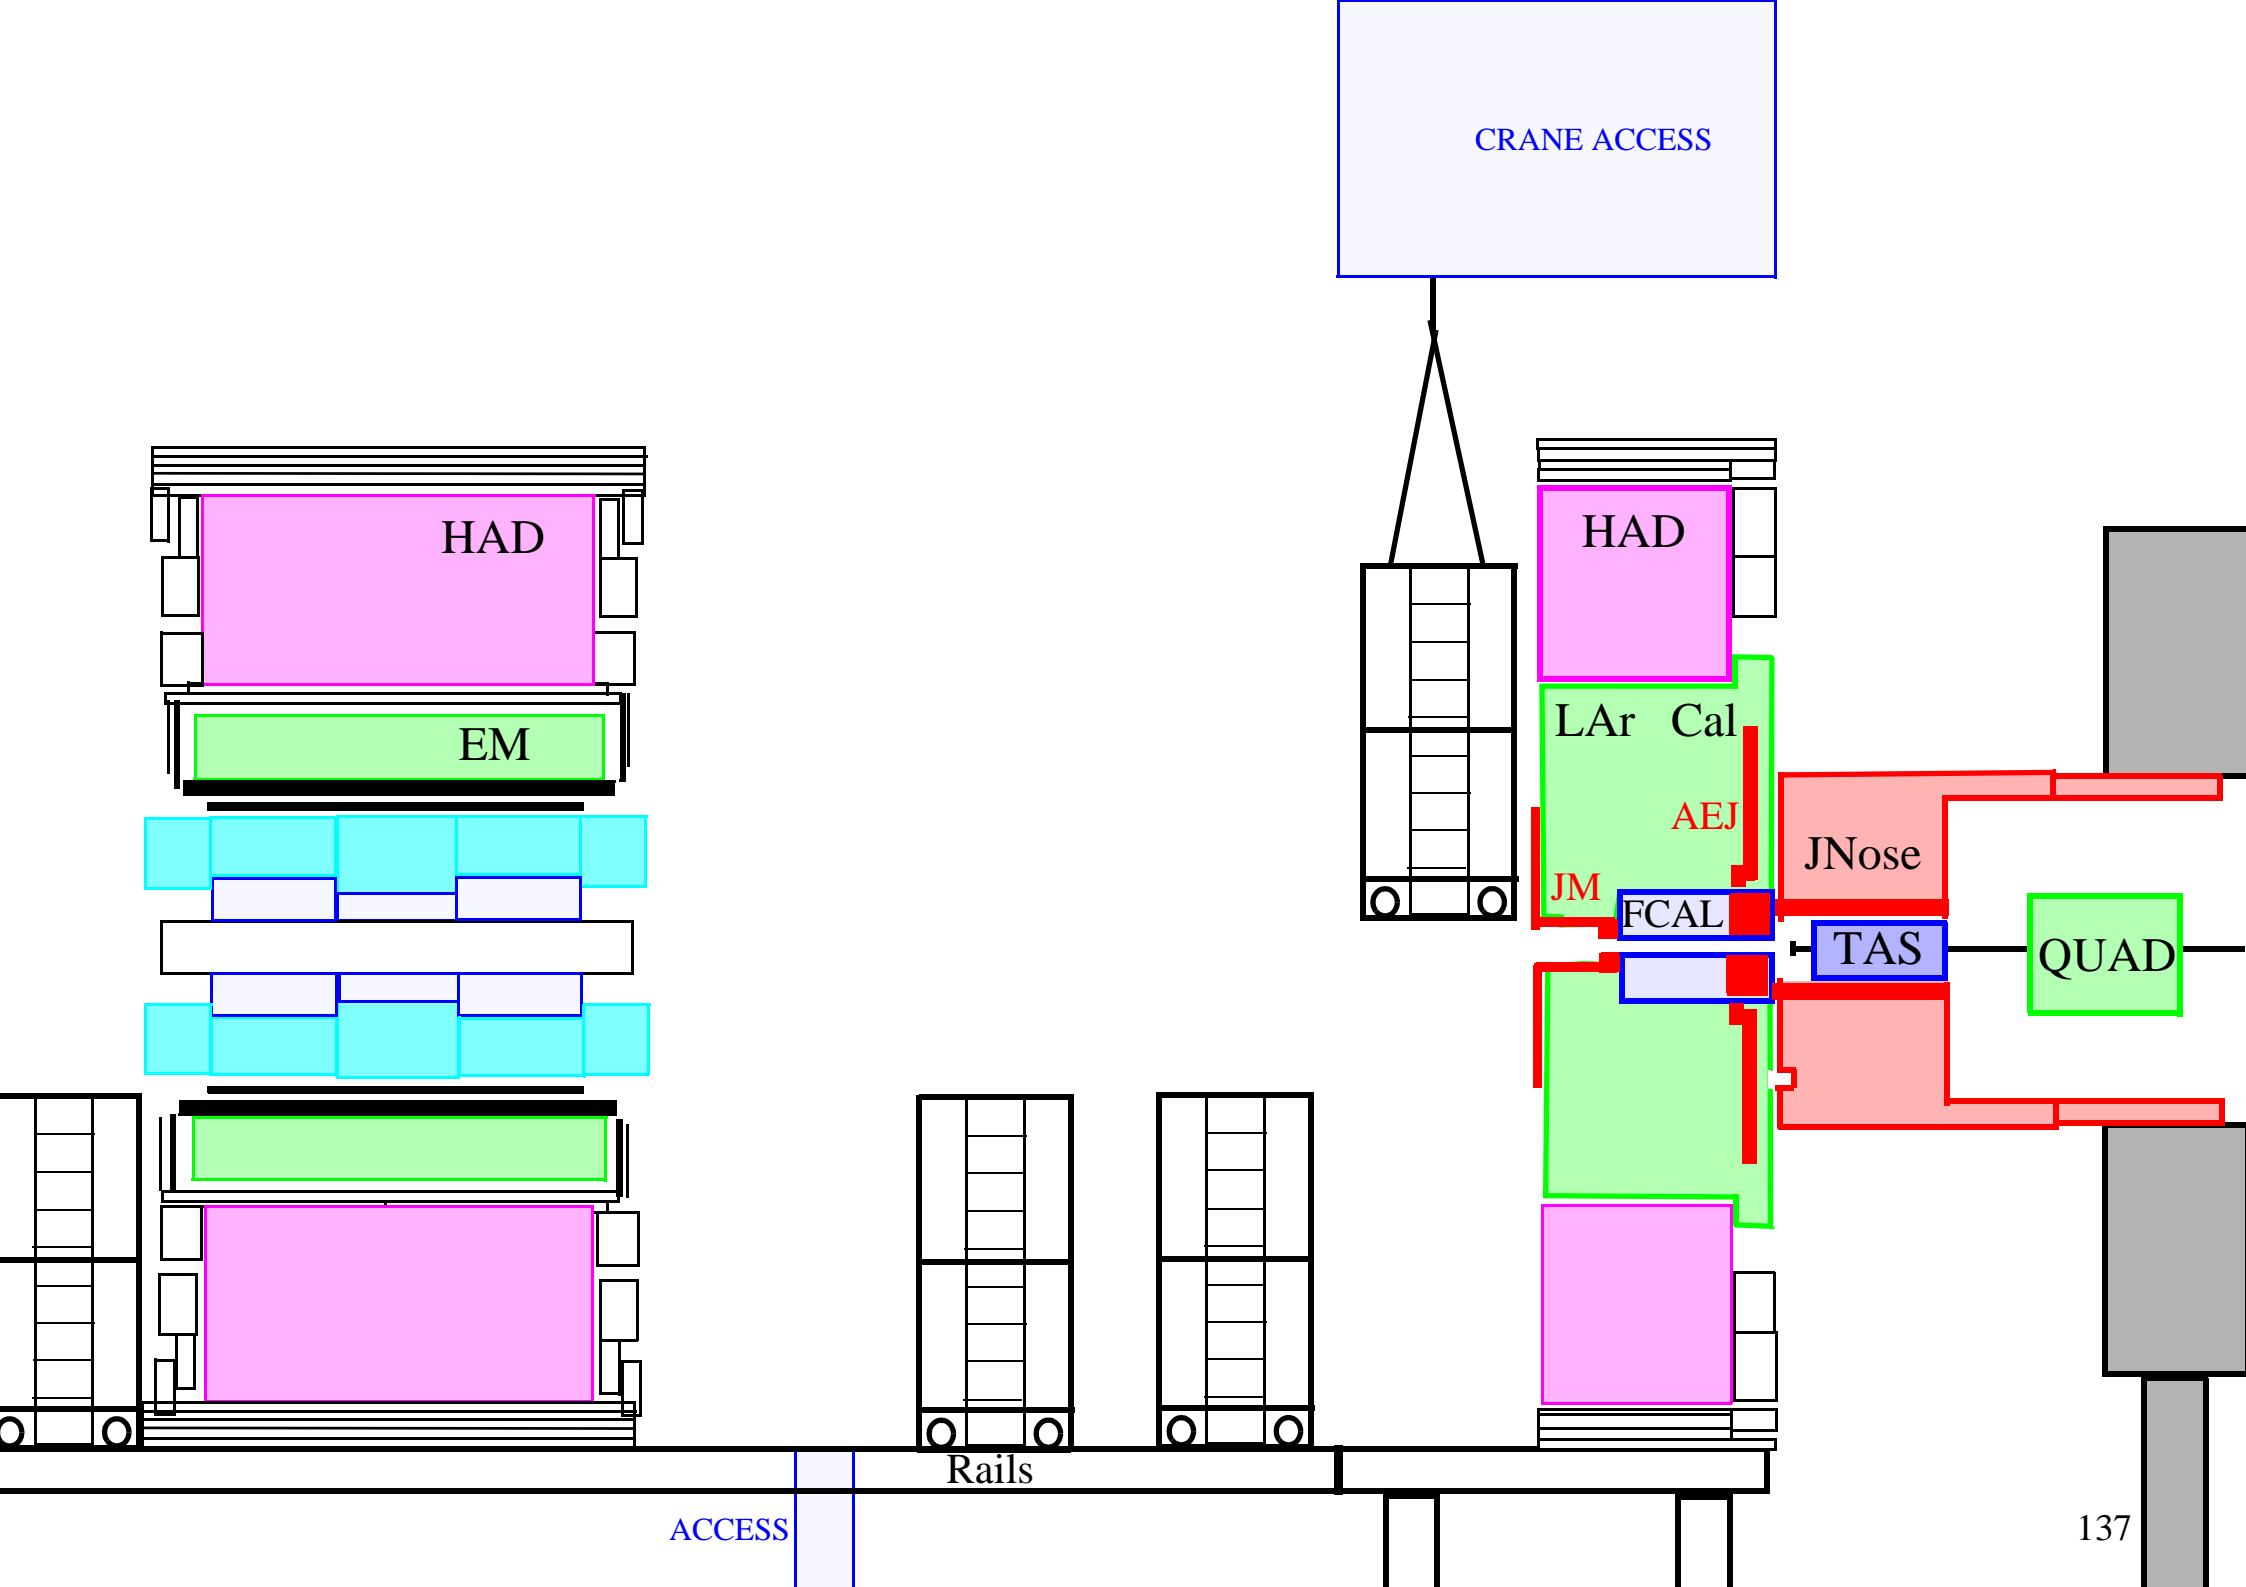 CRANE ACCESS
HAD
HAD
EM
LAr Cal
AEJ
JNose
JM
FCAL
TAS
QUAD
Rails
ACCESS
137